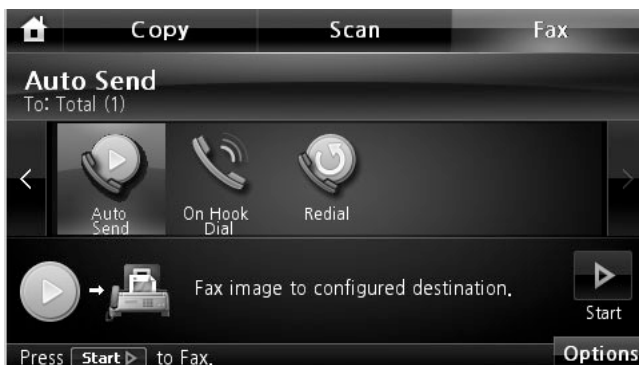 Copy Scan Fax
Auto Send
To: Total (1)
Auto
Send
On Hook
Dial
Redial
Fax image to configured destination.
Start
Press Start to Fax.
Options